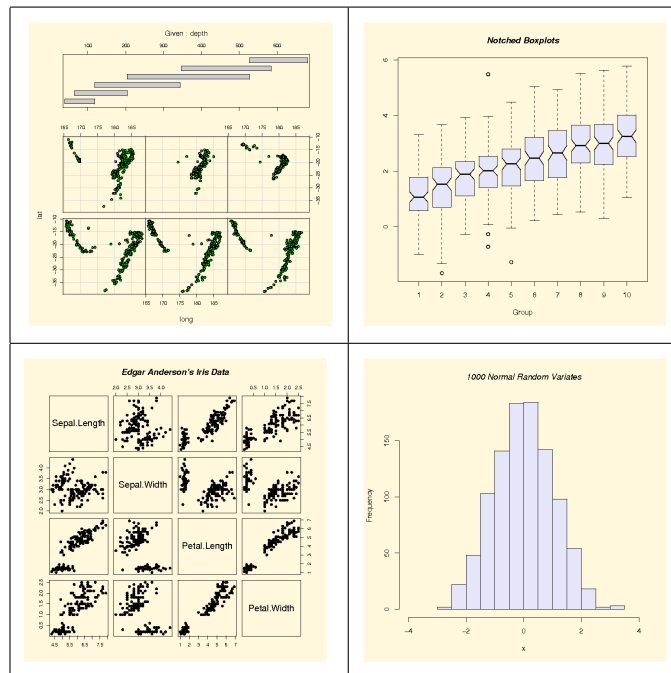 Given : depth
100 200 300 400 500 600
165 170 180 185 165 170 180 185
-10 -15 -20 -25 -30 -35
lat
-10 -15 -20 -25 -30 -35
165 170 180 185
long
Notched Boxplots
6
4
2
0
1 2 3 4 5 6 7 8 9 10
Group
Edgar Anderson's Iris Data
2.0 2.5 3.0 3.5 4.0 0.5 1.0 1.5 2.0 2.5
Sepal.Length
4.5 5.5 6.5 7.5
2.0 2.5 3.0 3.5 4.0
Sepal.Width
Petal.Length
1 2 3 4 5 6 7
0.5 1.0 1.5 2.0 2.5
Petal.Width
4.5 5.5 6.5 7.5 1 2 3 4 5 6 7
1000 Normal Random Variates
150
100
50
0
Frequency
-4 -2 0 2 4
x